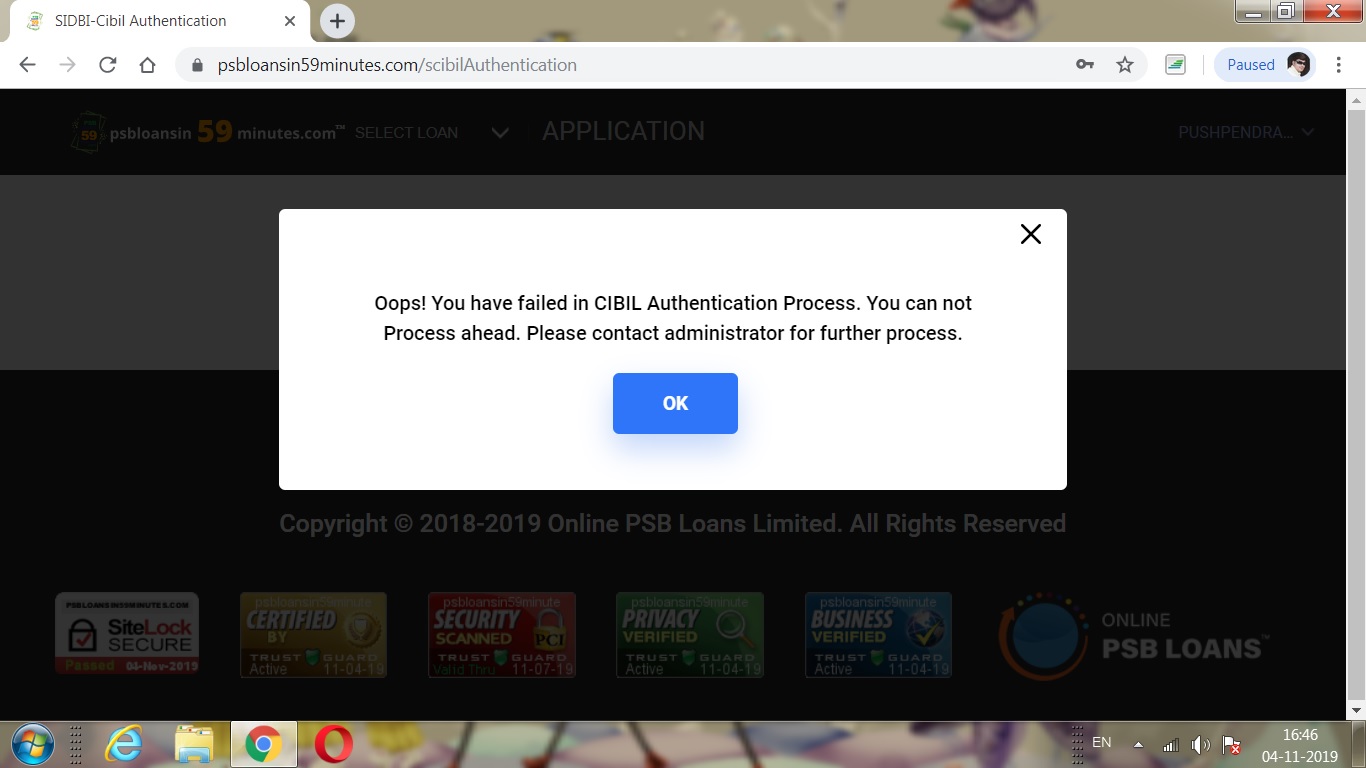 SIDBI-Cibil Authentication
psbloansin59minutes.com/scibilAuthentication
Paused
59
psbloansin 59 minutes.com™ SELECT LOAN APPLICATION PUSHPENDRA...
Oops! You have failed in CIBIL Authentication Process. You can not
Process ahead. Please contact administrator for further process.
OK
Copyright © 2018-2019 Online PSB Loans Limited. All Rights Reserved
PSBLOANSIN59MINUTES.COM
SiteLock
SECURE
Passed 04-Nov-2019
psbloansin59minute
CERTIFIED
BY
TRUST GUARD
Active 11-04-19
psbloansin59minute
SECURITY
SCANNED PCI
TRUST GUARD
Valid Thru 11-07-19
psbloansin59minute
PRIVACY
VERIFIED
TRUST GUARD
Active 11-04-19
psbloansin59minute
BUSINESS
VERIFIED
TRUST GUARD
Active 11-04-19
ONLINE
PSB LOANS™
EN
16:46
04-11-2019